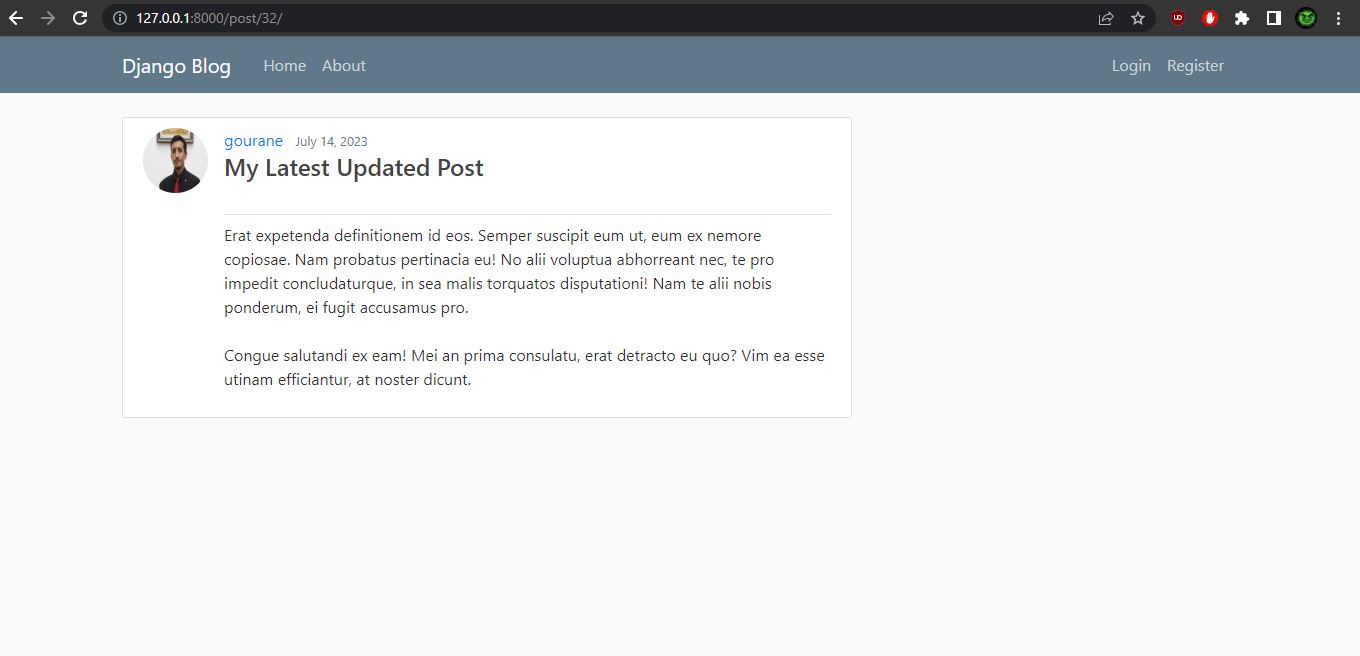 127.0.0.1:8000/post/32/
Django Blog Home About Login Register
gourane July 14, 2023
My Latest Updated Post
Erat expetenda definitionem id eos. Semper suscipit eum ut, eum ex nemore
copiosae. Nam probatus pertinacia eu! No alii voluptua abhorreant nec, te pro
impedit concludaturque, in sea malis torquatos disputationi! Nam te alii nobis
ponderum, ei fugit accusamus pro.
Congue salutandi ex eam! Mei an prima consulatu, erat detracto eu quo? Vim ea esse
utinam efficiantur, at noster dicunt.